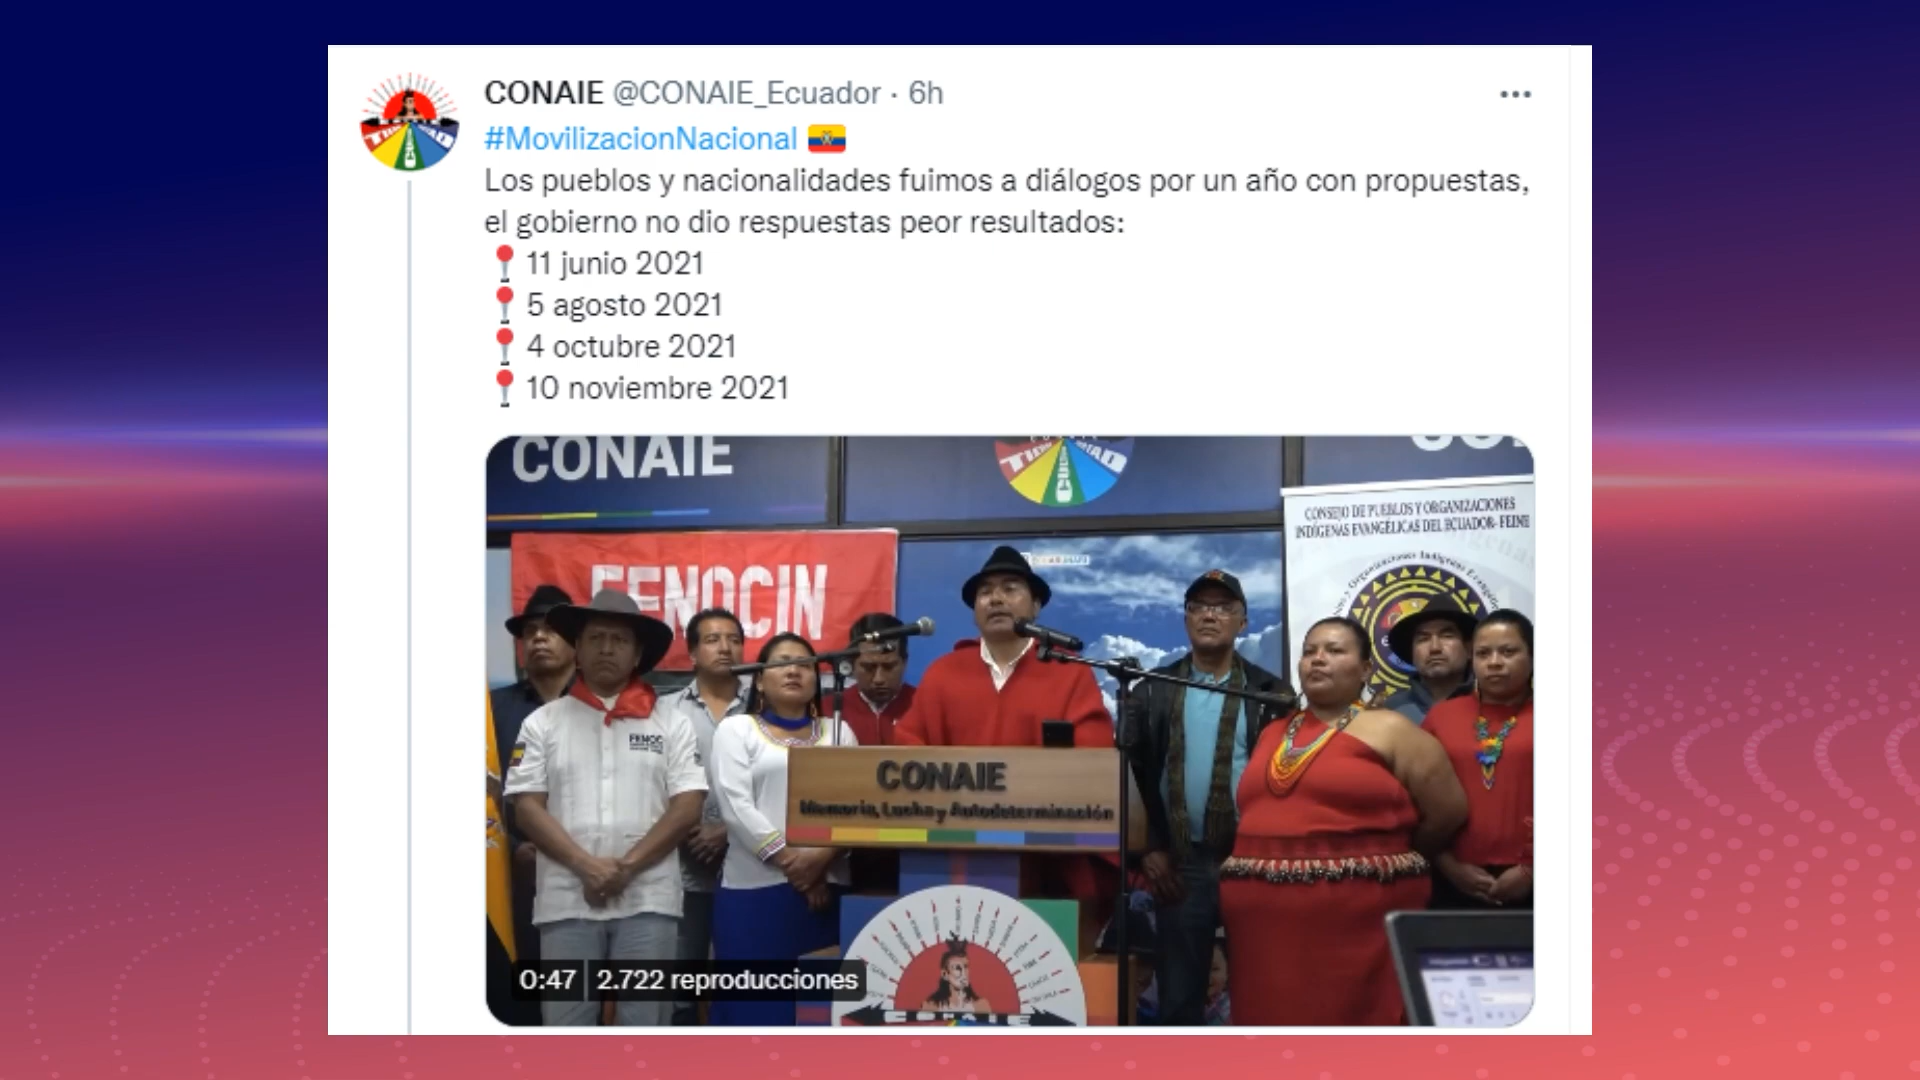 CONAIE @CONAIE_Ecuador · 6h
#MovilizacionNacional
Los pueblos y nacionalidades fuimos a diálogos por un año con propuestas,
el gobierno no dio respuestas peor resultados:
11 junio 2021
5 agosto 2021
4 octubre 2021
10 noviembre 2021
CONAIE
CONSEJO DE PUEBLOS Y ORGANIZACIONES
INDÍGENAS EVANGÉLICAS DEL ECUADOR- FEINE
FENOCIN
CONAIE
Memoria, Lucha y Autodeterminación
0:47 2.722 reproducciones
CONAIE